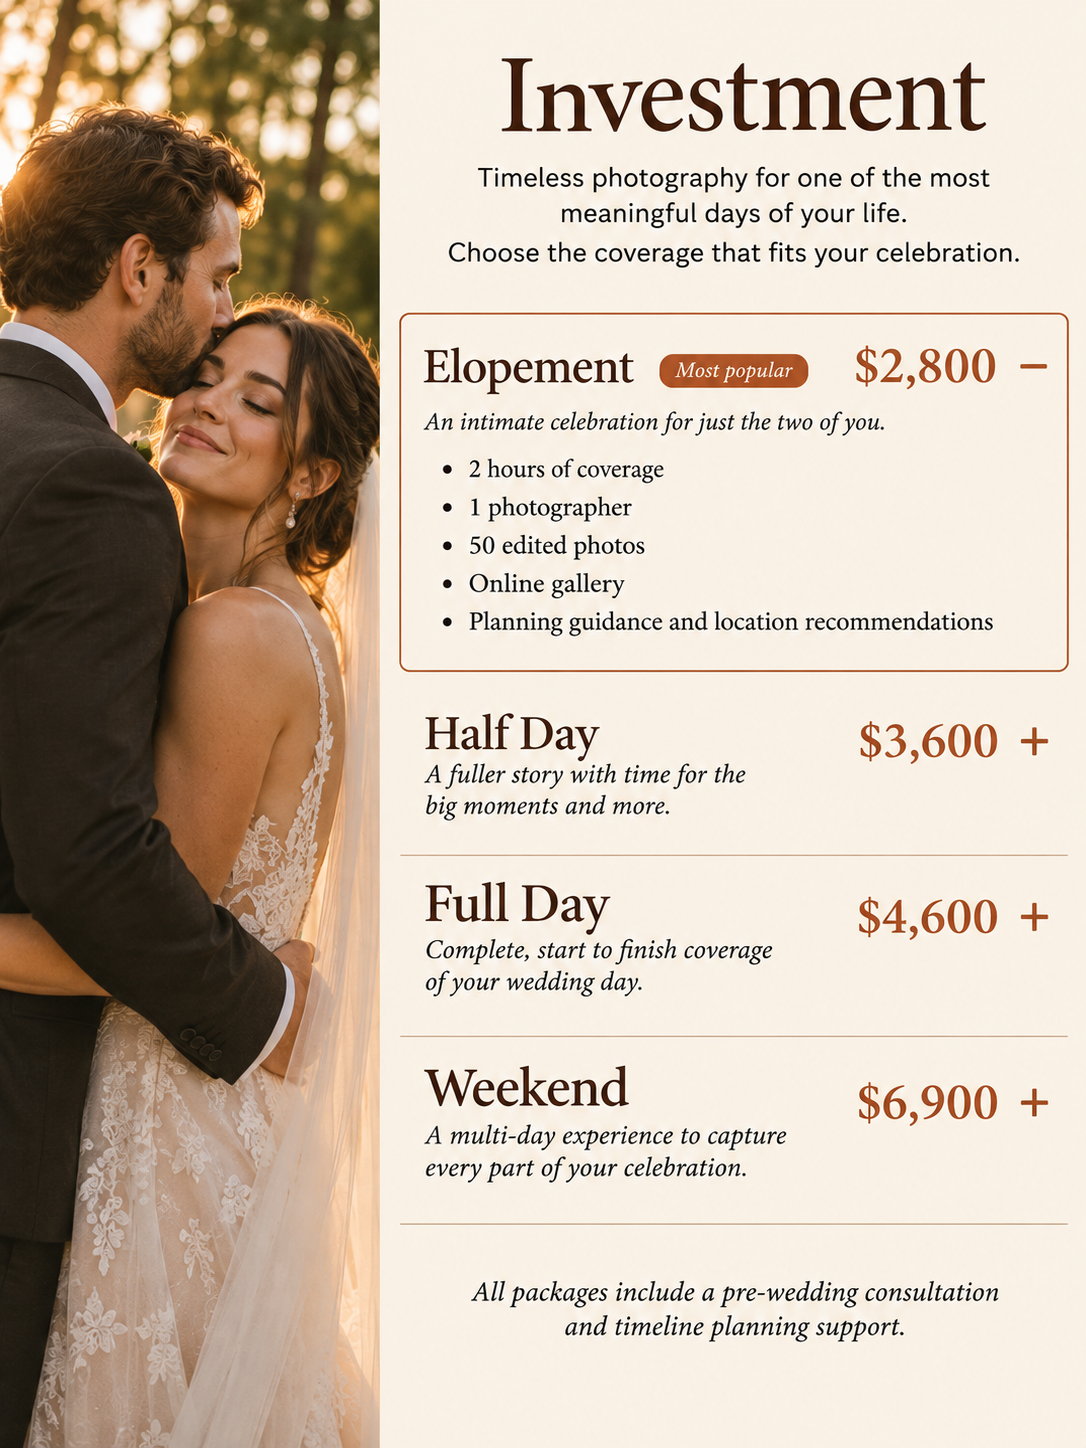 Investment
Timeless photography for one of the most
meaningful days of your life.
Choose the coverage that fits your celebration.
Elopement Most popular $2,800 −
An intimate celebration for just the two of you.
• 2 hours of coverage
• 1 photographer
• 50 edited photos
• Online gallery
• Planning guidance and location recommendations
Half Day $3,600 +
A fuller story with time for the
big moments and more.
Full Day $4,600 +
Complete, start to finish coverage
of your wedding day.
Weekend $6,900 +
A multi-day experience to capture
every part of your celebration.
All packages include a pre-wedding consultation
and timeline planning support.